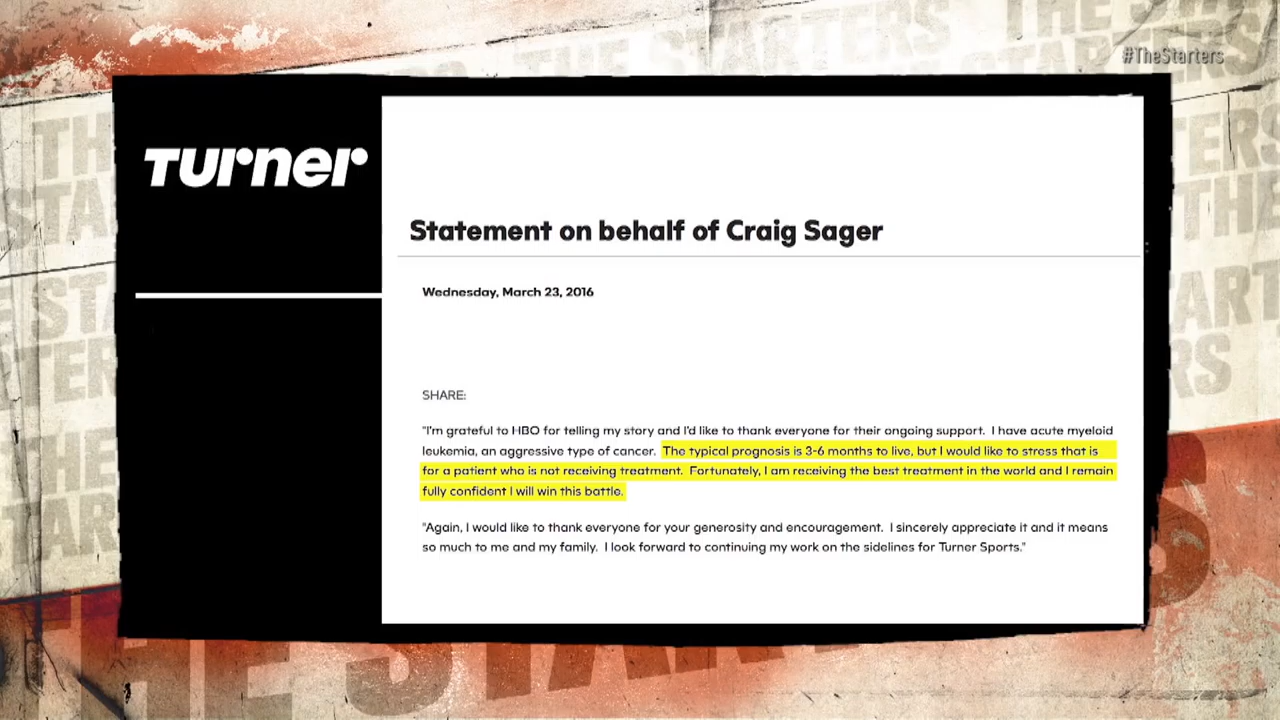 #TheStarters
Turner
Statement on behalf of Craig Sager
Wednesday, March 23, 2016
SHARE:
"I'm grateful to HBO for telling my story and I'd like to thank everyone for their ongoing support. I have acute myeloid
leukemia, an aggressive type of cancer. The typical prognosis is 3-6 months to live, but I would like to stress that is
for a patient who is not receiving treatment. Fortunately, I am receiving the best treatment in the world and I remain
fully confident I will win this battle.
"Again, I would like to thank everyone for your generosity and encouragement. I sincerely appreciate it and it means
so much to me and my family. I look forward to continuing my work on the sidelines for Turner Sports."
THE STARTERS